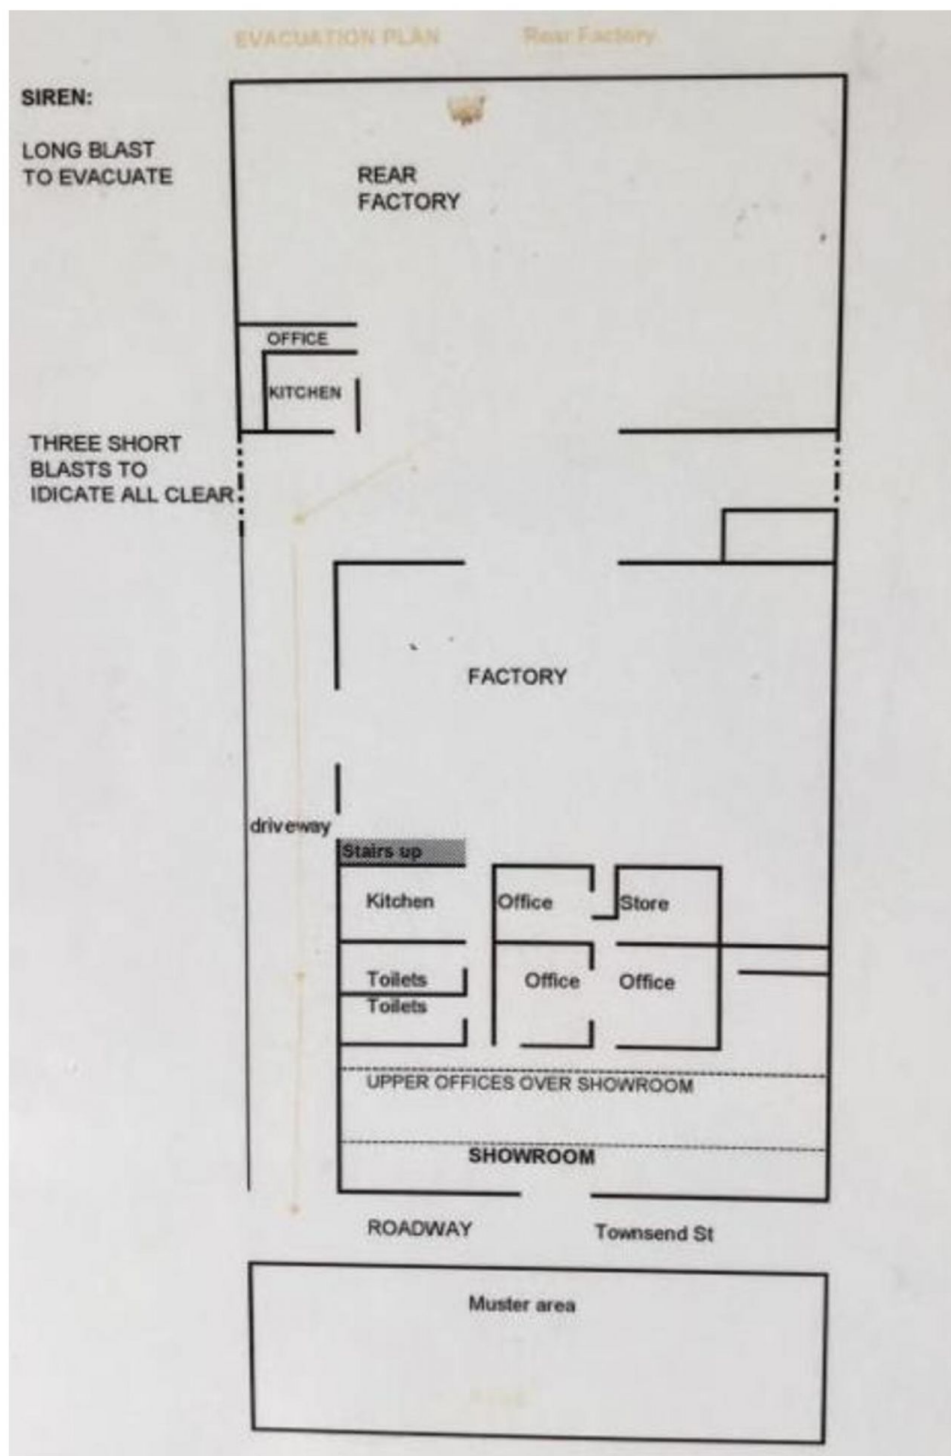 EVACUATION PLAN Rear Factory
SIREN:
LONG BLAST
TO EVACUATE
REAR
FACTORY
OFFICE
KITCHEN
THREE SHORT
BLASTS TO
IDICATE ALL CLEAR
FACTORY
driveway
Stairs up
Kitchen
Office
Store
Toilets
Office
Office
Toilets
UPPER OFFICES OVER SHOWROOM
SHOWROOM
ROADWAY
Townsend St
Muster area